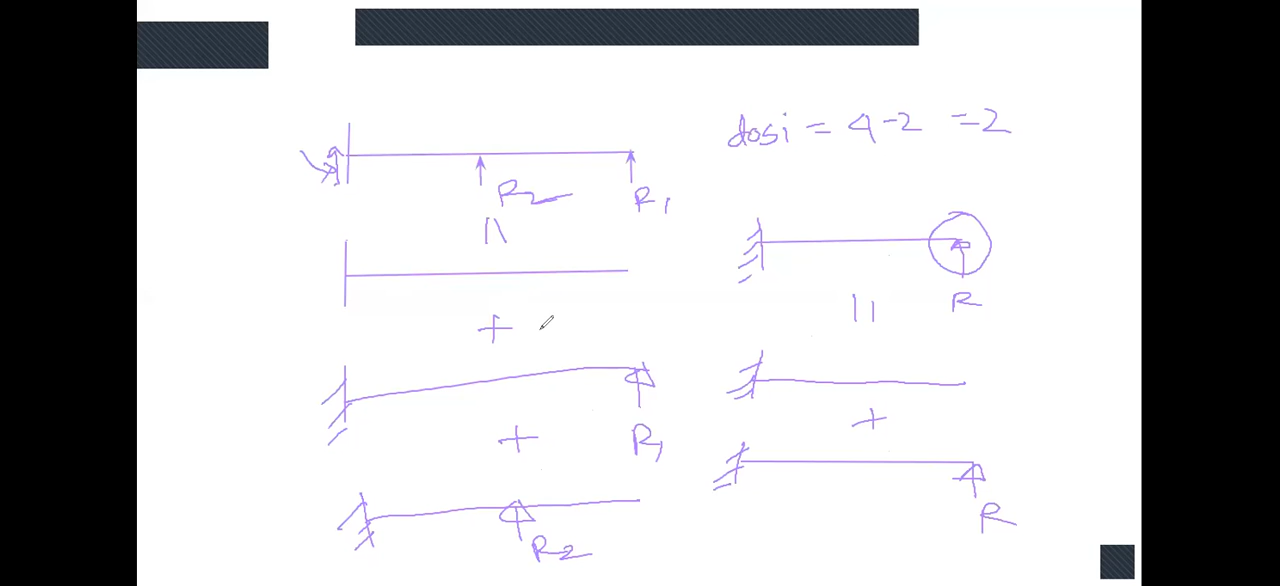 dosi = 4 - 2 = 2
R2
R1
=
R
+
=
R1
+
+
R2
R